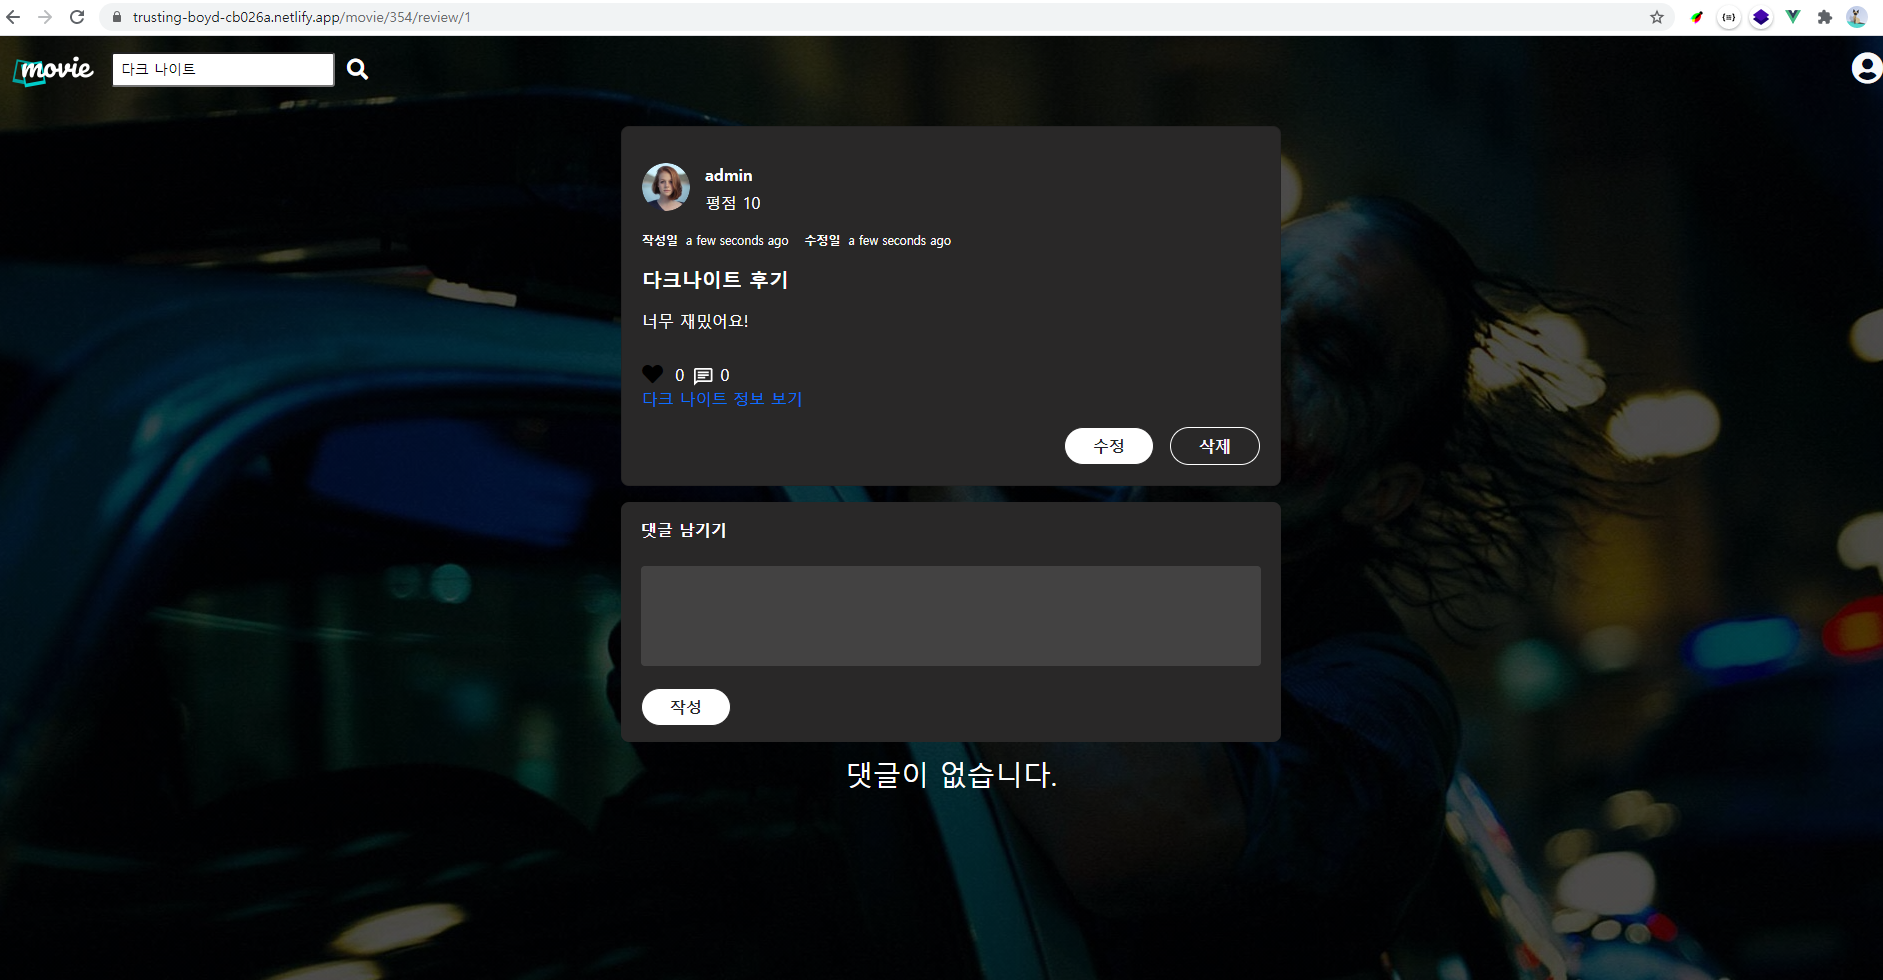 trusting-boyd-cb026a.netlify.app/movie/354/review/1
movie
다크 나이트
admin
평점 10
작성일 a few seconds ago 수정일 a few seconds ago
다크나이트 후기
너무 재밌어요!
0 0
다크 나이트 정보 보기
수정 삭제
댓글 남기기
작성
댓글이 없습니다.